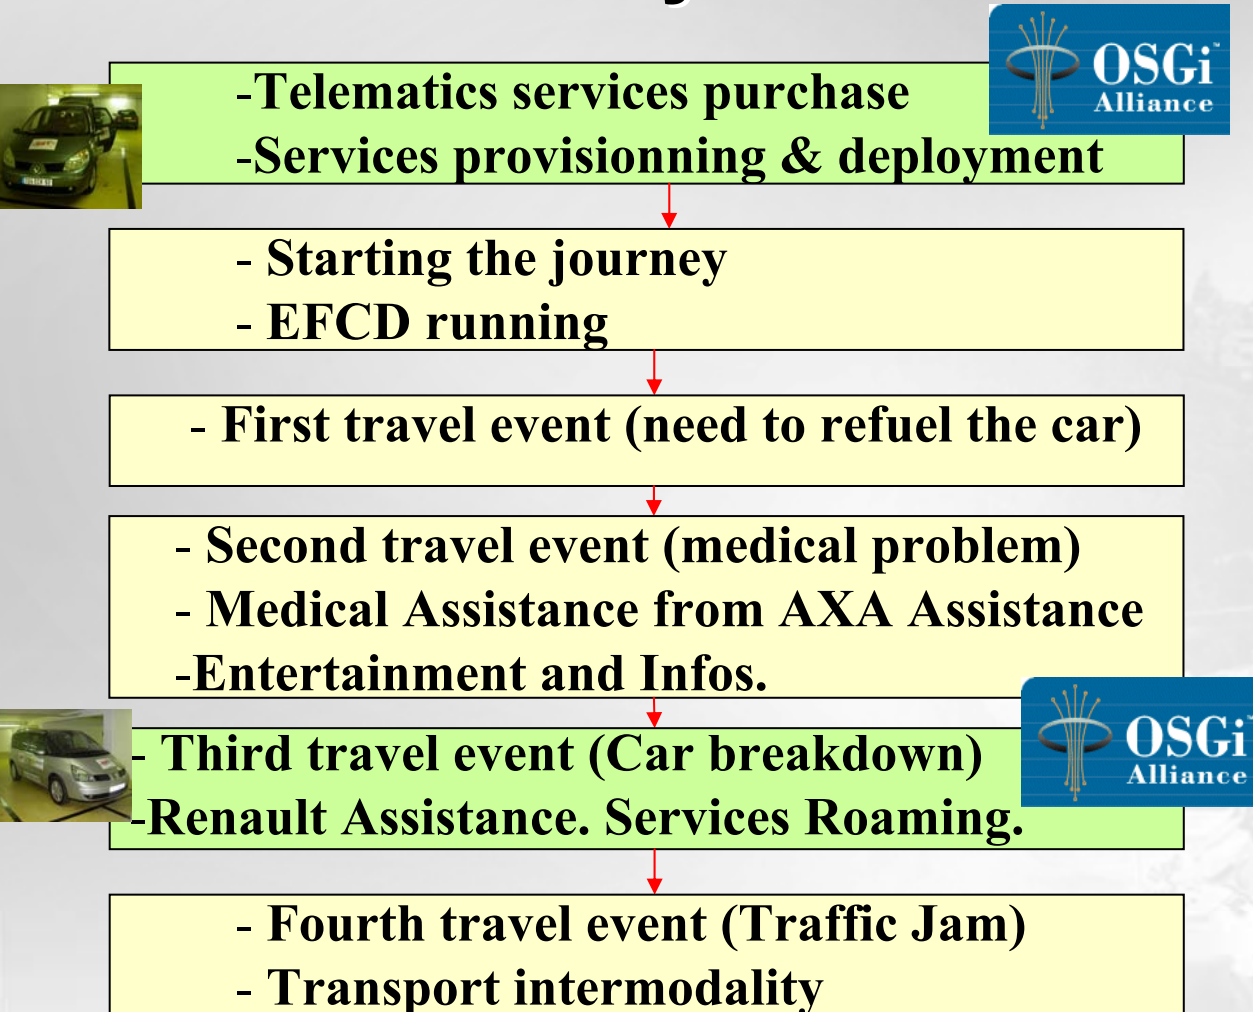 OSGi™
Alliance
-Telematics services purchase
-Services provisionning & deployment
- Starting the journey
- EFCD running
- First travel event (need to refuel the car)
- Second travel event (medical problem)
- Medical Assistance from AXA Assistance
-Entertainment and Infos.
OSGi™
Alliance
- Third travel event (Car breakdown)
-Renault Assistance. Services Roaming.
- Fourth travel event (Traffic Jam)
- Transport intermodality